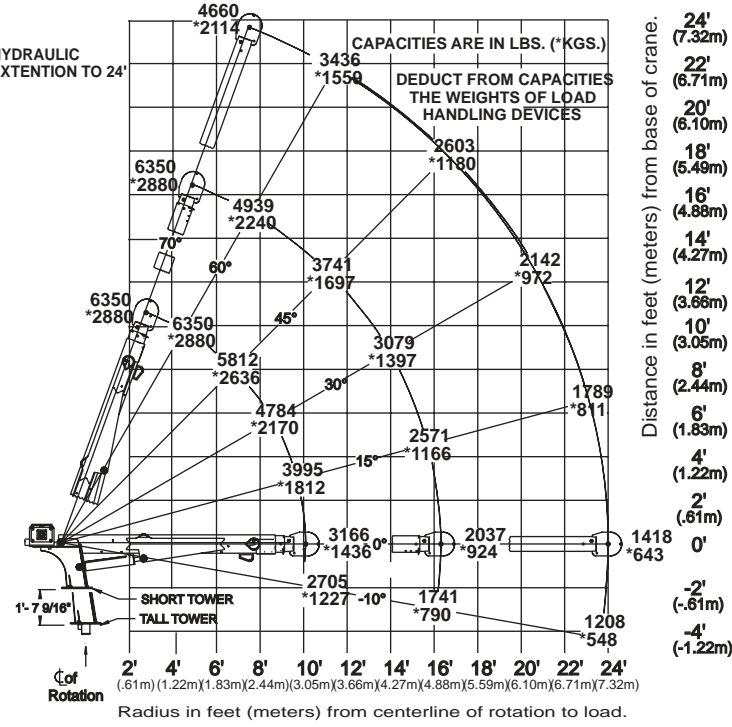 4660
*2114
HYDRAULIC
EXTENTION TO 24'
CAPACITIES ARE IN LBS. (*KGS.)
3436
*1559
DEDUCT FROM CAPACITIES
THE WEIGHTS OF LOAD
HANDLING DEVICES
2603
*1180
6350
*2880
4939
*2240
70°
60°
3741
*1697
2142
*972
6350
*2880
6350
*2880
45°
5812
*2636
3079
*1397
30°
4784
*2170
1789
*811
2571
*1166
15°
3995
*1812
3166
*1436
0°
2037
*924
1418
*643
2705
*1227
-10°
1741
*790
1208
*548
1'- 7 9/16"
SHORT TOWER
TALL TOWER
℄ of
Rotation
2' 4' 6' 8' 10' 12' 14' 16' 18' 20' 22' 24'
(.61m) (1.22m) (1.83m) (2.44m) (3.05m) (3.66m) (4.27m) (4.88m) (5.59m) (6.10m) (6.71m) (7.32m)
Radius in feet (meters) from centerline of rotation to load.
Distance in feet (meters) from base of crane.
24'
(7.32m)
22'
(6.71m)
20'
(6.10m)
18'
(5.49m)
16'
(4.88m)
14'
(4.27m)
12'
(3.66m)
10'
(3.05m)
8'
(2.44m)
6'
(1.83m)
4'
(1.22m)
2'
(.61m)
0'
-2'
(-.61m)
-4'
(-1.22m)